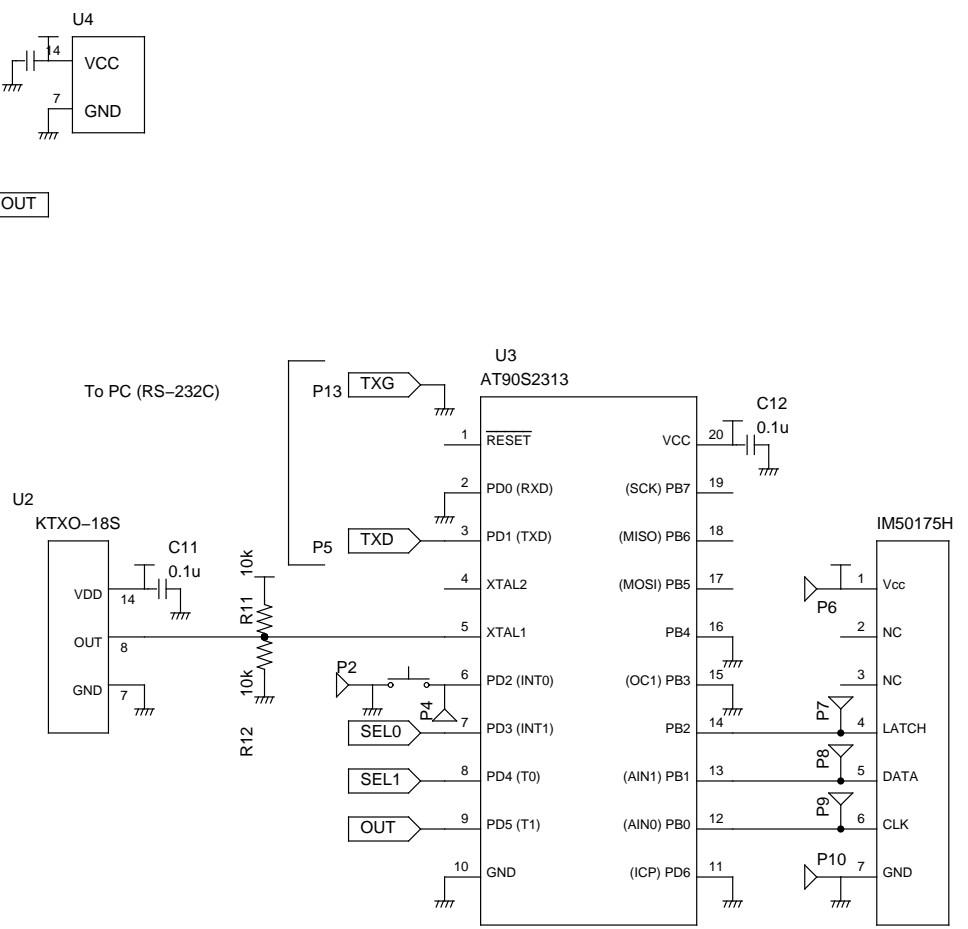 U4
14
VCC
7
GND
OUT
U3
AT90S2313
To PC (RS−232C)
P13
TXG
C12
0.1u
1
RESET
VCC
20
2
PD0 (RXD)
(SCK) PB7
19
U2
KTXO−18S
P5
TXD
3
PD1 (TXD)
(MISO) PB6
18
IM50175H
C11
0.1u
VDD
14
10k
R11
4
XTAL2
(MOSI) PB5
17
P6
1
Vcc
OUT
8
5
XTAL1
PB4
16
2
NC
GND
7
10k
R12
P2
P4
6
PD2 (INT0)
(OC1) PB3
15
3
NC
SEL0
7
PD3 (INT1)
PB2
14
P7
4
LATCH
SEL1
8
PD4 (T0)
(AIN1) PB1
13
P8
5
DATA
OUT
9
PD5 (T1)
(AIN0) PB0
12
P9
6
CLK
10
GND
(ICP) PD6
11
P10
7
GND